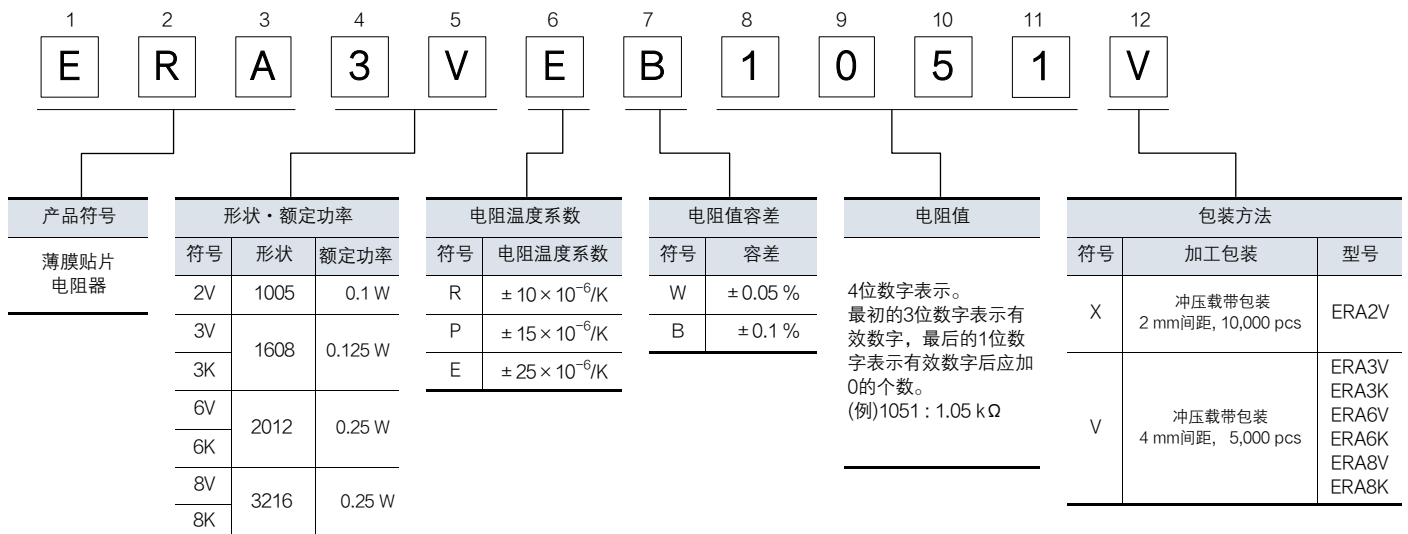 1 2 3 4 5 6 7 8 9 10 11 12
E R A 3 V E B 1 0 5 1 V
产品符号
薄膜贴片
电阻器
形状·额定功率
符号 形状 额定功率
2V 1005 0.1 W
3V
1608 0.125 W
3K
6V
2012 0.25 W
6K
8V
3216 0.25 W
8K
电阻温度系数
符号 电阻温度系数
R ±10×10⁻⁶/K
P ±15×10⁻⁶/K
E ±25×10⁻⁶/K
电阻值容差
符号 容差
W ±0.05 %
B ±0.1 %
电阻值
4位数字表示。
最初的3位数字表示有
效数字，最后的1位数
字表示有效数字后应加
0的个数。
(例)1051 : 1.05 kΩ
包装方法
符号 加工包装 型号
X 冲压载带包装
2 mm间距, 10,000 pcs ERA2V
V 冲压载带包装
4 mm间距, 5,000 pcs
ERA3V
ERA3K
ERA6V
ERA6K
ERA8V
ERA8K